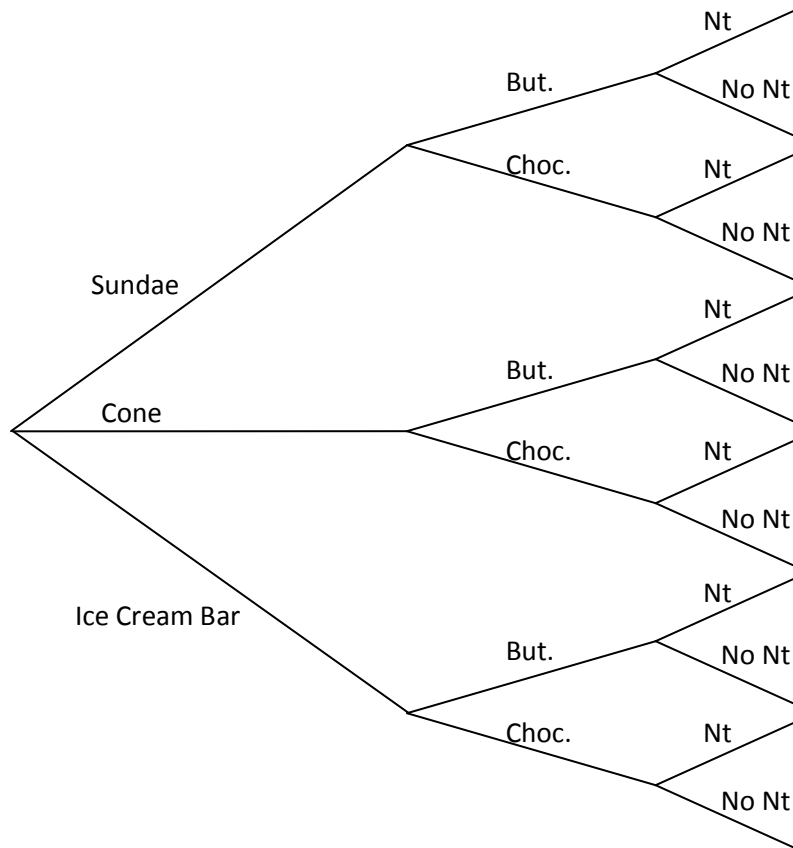 Nt
But.
No Nt
Choc.
Nt
No Nt
Sundae
Nt
But.
No Nt
Cone
Choc.
Nt
No Nt
Nt
Ice Cream Bar
But.
No Nt
Choc.
Nt
No Nt